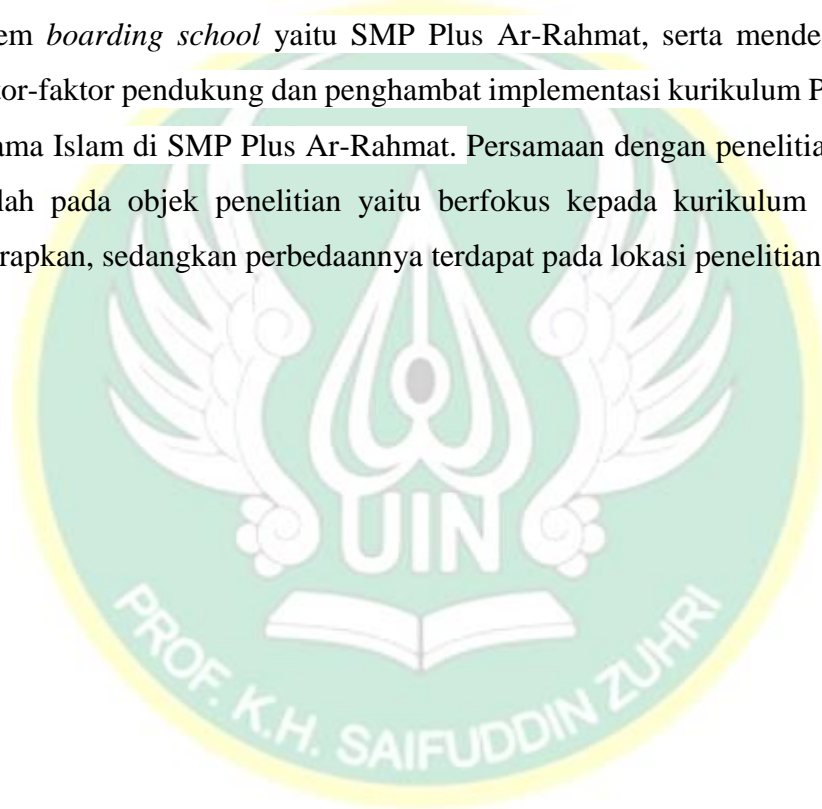 em boarding school yaitu SMP Plus Ar-Rahmat, serta mende
tor-faktor pendukung dan penghambat implementasi kurikulum P
ama Islam di SMP Plus Ar-Rahmat. Persamaan dengan penelitia
lah pada objek penelitian yaitu berfokus kepada kurikulum
rapkan, sedangkan perbedaannya terdapat pada lokasi penelitian
UIN
PROF. K.H. SAIFUDDIN ZUHRI